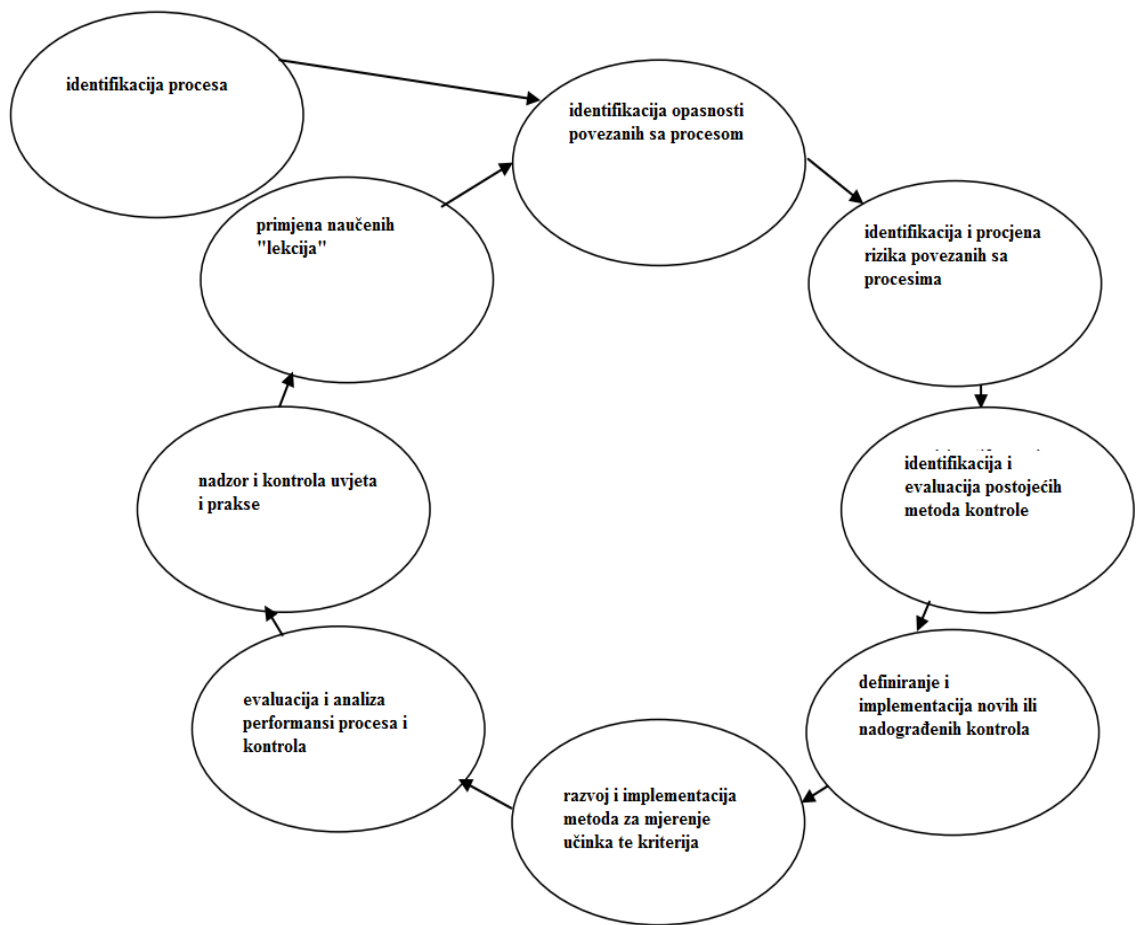 identifikacija procesa
identifikacija opasnosti
povezanih sa procesom
identifikacija i procjena
rizika povezanih sa
procesima
identifikacija i
evaluacija postojećih
metoda kontrole
definiranje i
implementacija novih ili
nadograđenih kontrola
razvoj i implementacija
metoda za mjerenje
učinka te kriterija
evaluacija i analiza
performansi procesa i
kontrola
nadzor i kontrola uvjeta
i prakse
primjena naučenih
"lekcija"